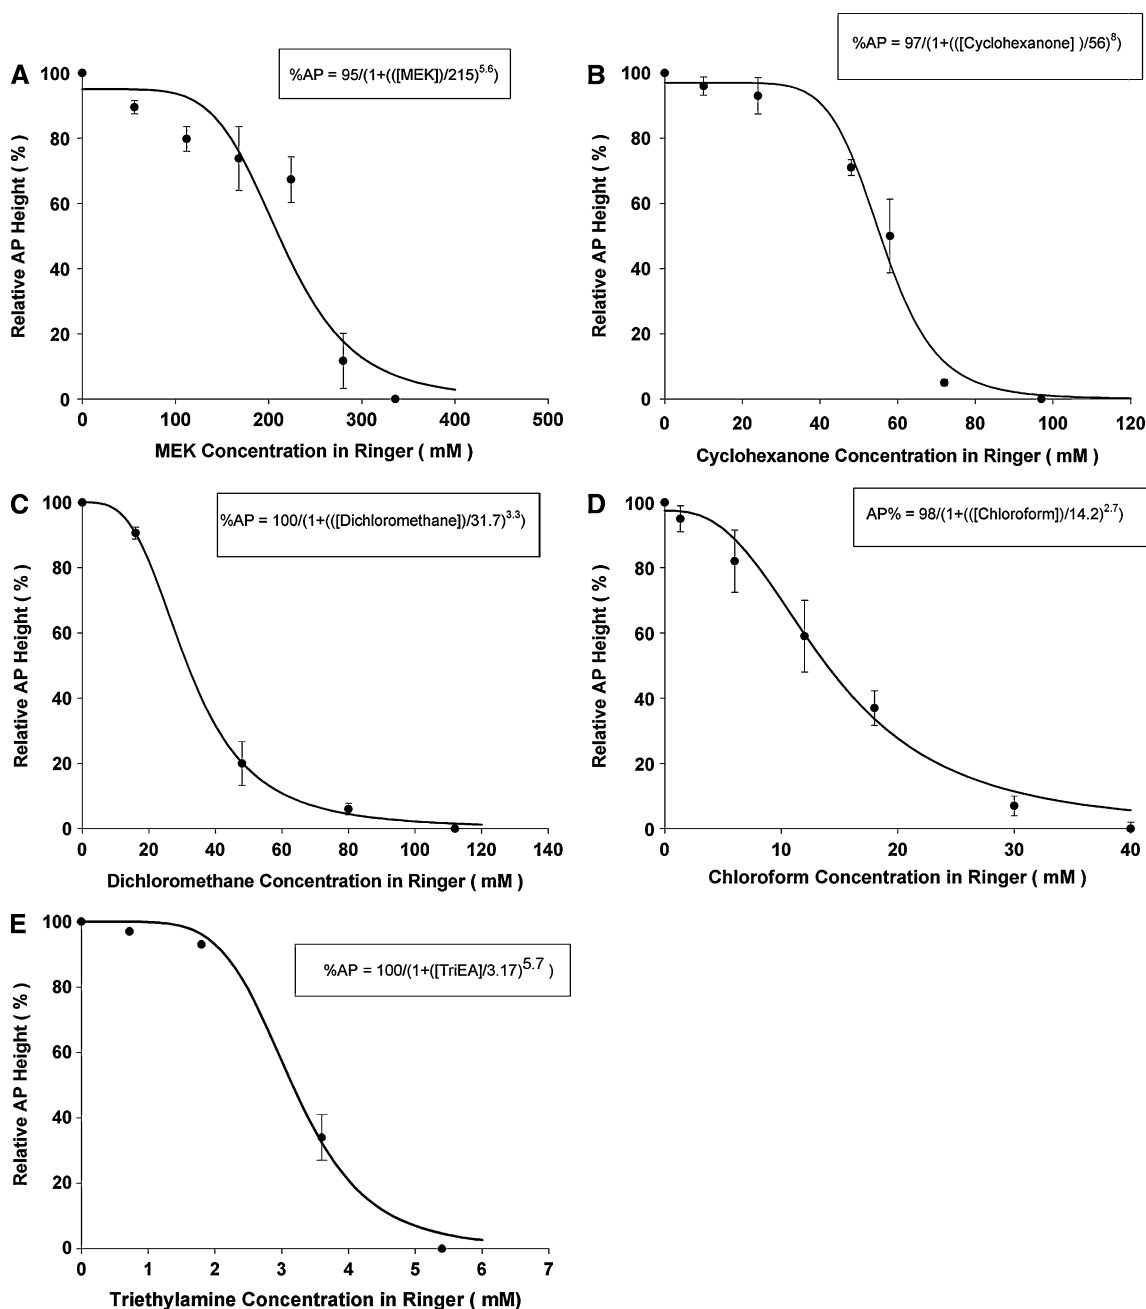 A
%AP = 95/(1+(([MEK])/215)^5.6)
Relative AP Height ( % )
100
80
60
40
20
0
0 100 200 300 400 500
MEK Concentration in Ringer ( mM )
B
%AP = 97/(1+(([Cyclohexanone] )/56)^8)
Relative AP Height ( % )
100
80
60
40
20
0
0 20 40 60 80 100 120
Cyclohexanone Concentration in Ringer ( mM )
C
%AP = 100/(1+(([Dichloromethane])/31.7)^3.3)
Relative AP Height ( % )
100
80
60
40
20
0
0 20 40 60 80 100 120 140
Dichloromethane Concentration in Ringer ( mM )
D
AP% = 98/(1+(([Chloroform])/14.2)^2.7)
Relative AP Height ( % )
100
80
60
40
20
0
0 10 20 30 40
Chloroform Concentration in Ringer ( mM )
E
%AP = 100/(1+([TriEA]/3.17)^5.7 )
Relative AP Height ( % )
100
80
60
40
20
0
0 1 2 3 4 5 6 7
Triethylamine Concentration in Ringer ( mM)